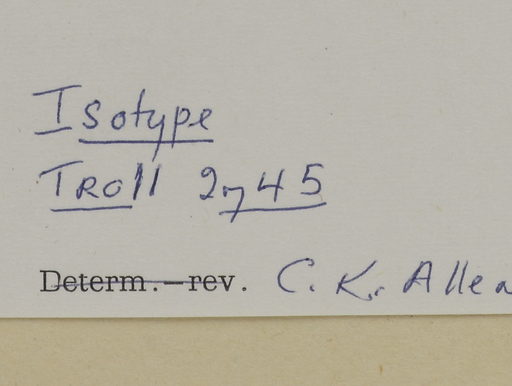 Isotype
Troll 2745
Determ.—rev. C. K. Allen